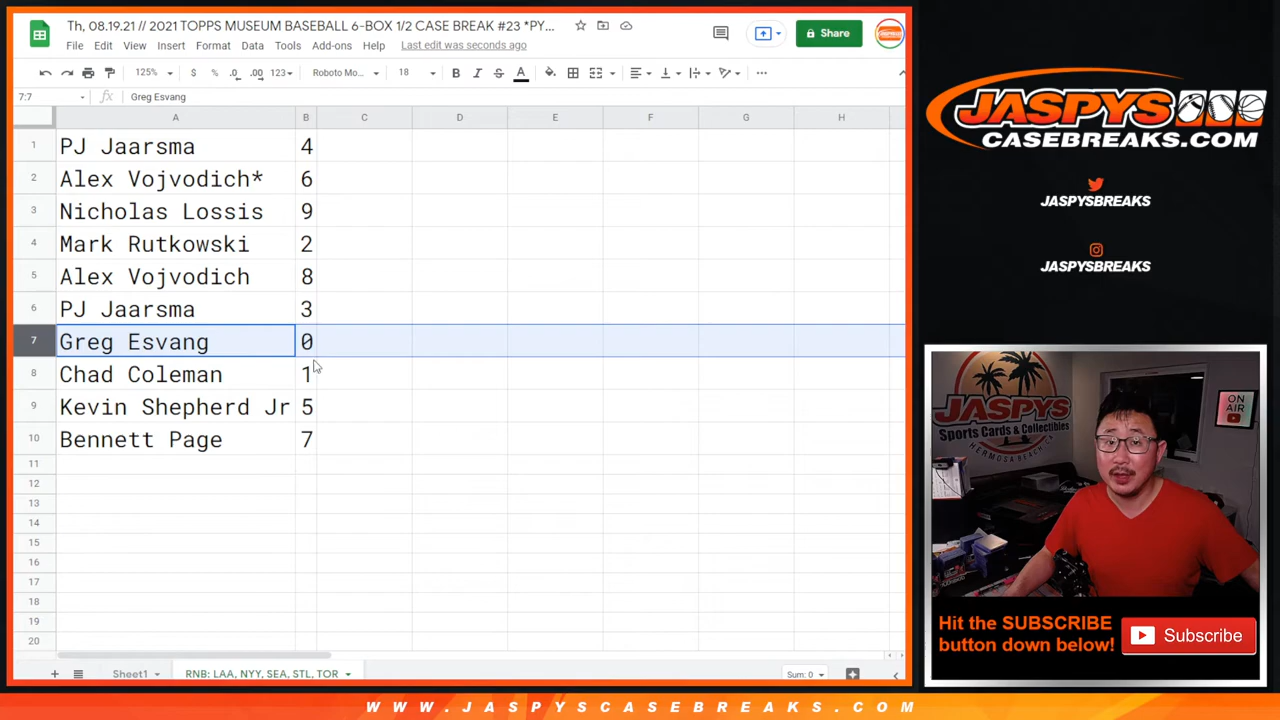 Th, 08.19.21 // 2021 TOPPS MUSEUM BASEBALL 6-BOX 1/2 CASE BREAK #23 *PY...
File Edit View Insert Format Data Tools Add-ons Help Last edit was seconds ago
Share
125% $ % .0 .00 123 Roboto Mo... 18 B I S A
7:7 fx Greg Esvang
A B C D E F G H
1 PJ Jaarsma 4
2 Alex Vojvodich* 6
3 Nicholas Lossis 9
4 Mark Rutkowski 2
5 Alex Vojvodich 8
6 PJ Jaarsma 3
7 Greg Esvang 0
8 Chad Coleman 1
9 Kevin Shepherd Jr 5
10 Bennett Page 7
11
12
13
14
15
16
17
18
19
20
Sheet1 RNB: LAA, NYY, SEA, STL, TOR Sum: 0
JASPYS
CASEBREAKS.COM
JASPYSBREAKS
JASPYSBREAKS
JASPYS
Sports Cards & Collectibles
HERMOSA BEACH, CA
ON AIR
Hit the SUBSCRIBE
button down below!
Subscribe
WWW.JASPYSCASEBREAKS.COM